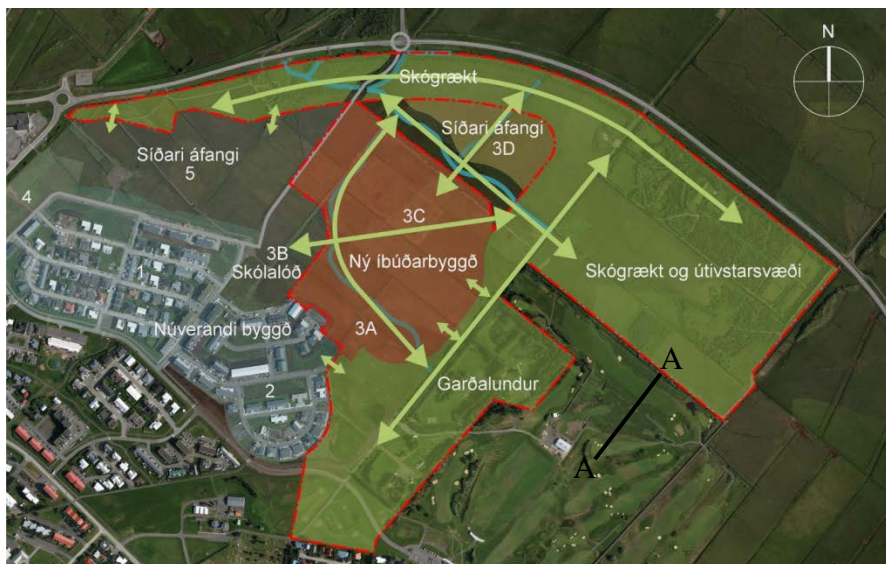 N
Skógrækt
Síðari áfangi
3D
Síðari áfangi
5
4
3C
3B
Skólalóð
Ný íbúðarbyggð
1
Skógrækt og útivstarsvæði
Núverandi byggð
3A
A
Garðalundur
2
A